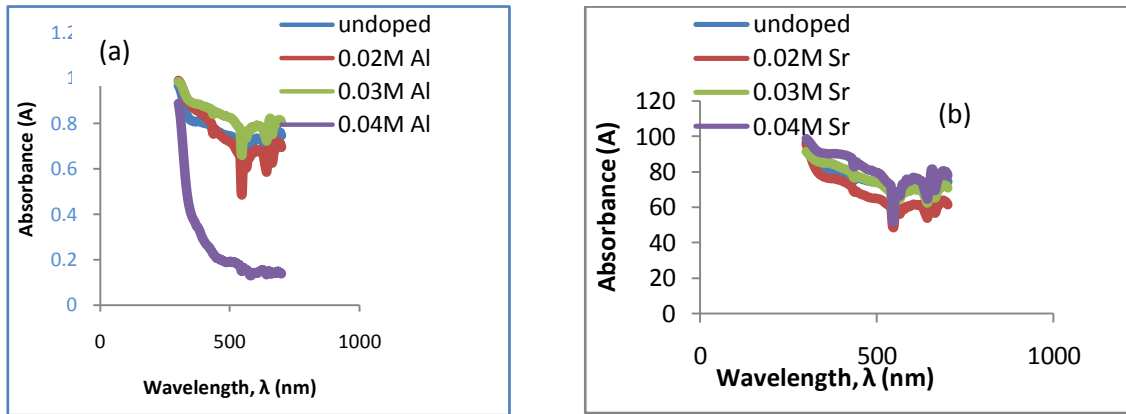 (a)
undoped
0.02M Al
0.03M Al
0.04M Al
1.2
1
0.8
0.6
0.4
0.2
0
0
500
1000
Absorbance (A)
Wavelength, λ (nm)
(b)
undoped
0.02M Sr
0.03M Sr
0.04M Sr
120
100
80
60
40
20
0
0
500
1000
Absorbance (A)
Wavelength, λ (nm)